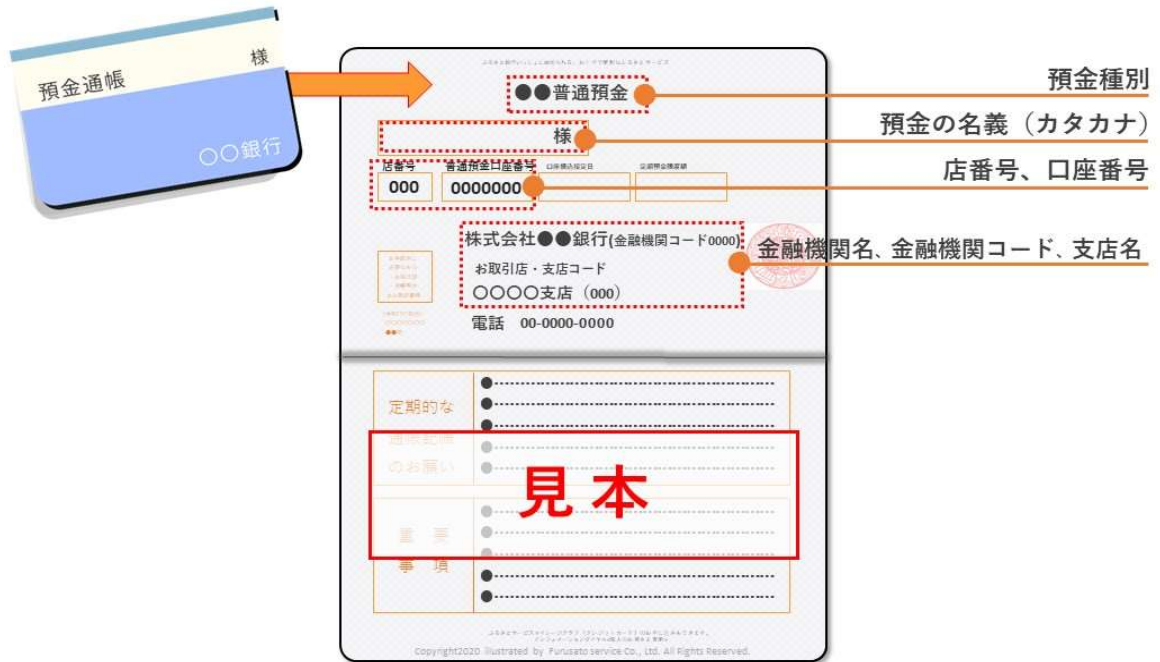 預金通帳
様
〇〇銀行
●●普通預金
様
店番号
普通預金口座番号
000
0000000
株式会社●●銀行(金融機関コード0000)
お取引店・支店コード
〇〇〇〇支店(000)
電話 00-0000-0000
預金種別
預金の名義(カタカナ)
店番号、口座番号
金融機関名、金融機関コード、支店名
定期的な
通帳記帳
のお願い
見本
重 要
事 項
Copyright2020 illustrated by Furusato service Co., Ltd. All Rights Reserved.